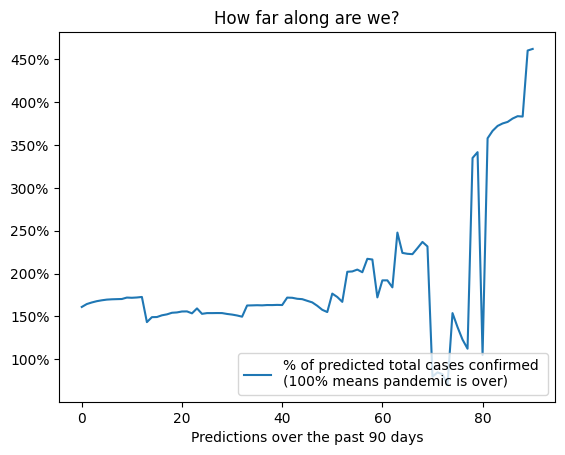 How far along are we?
450%
400%
350%
300%
250%
200%
150%
100%
% of predicted total cases confirmed
(100% means pandemic is over)
0 20 40 60 80
Predictions over the past 90 days